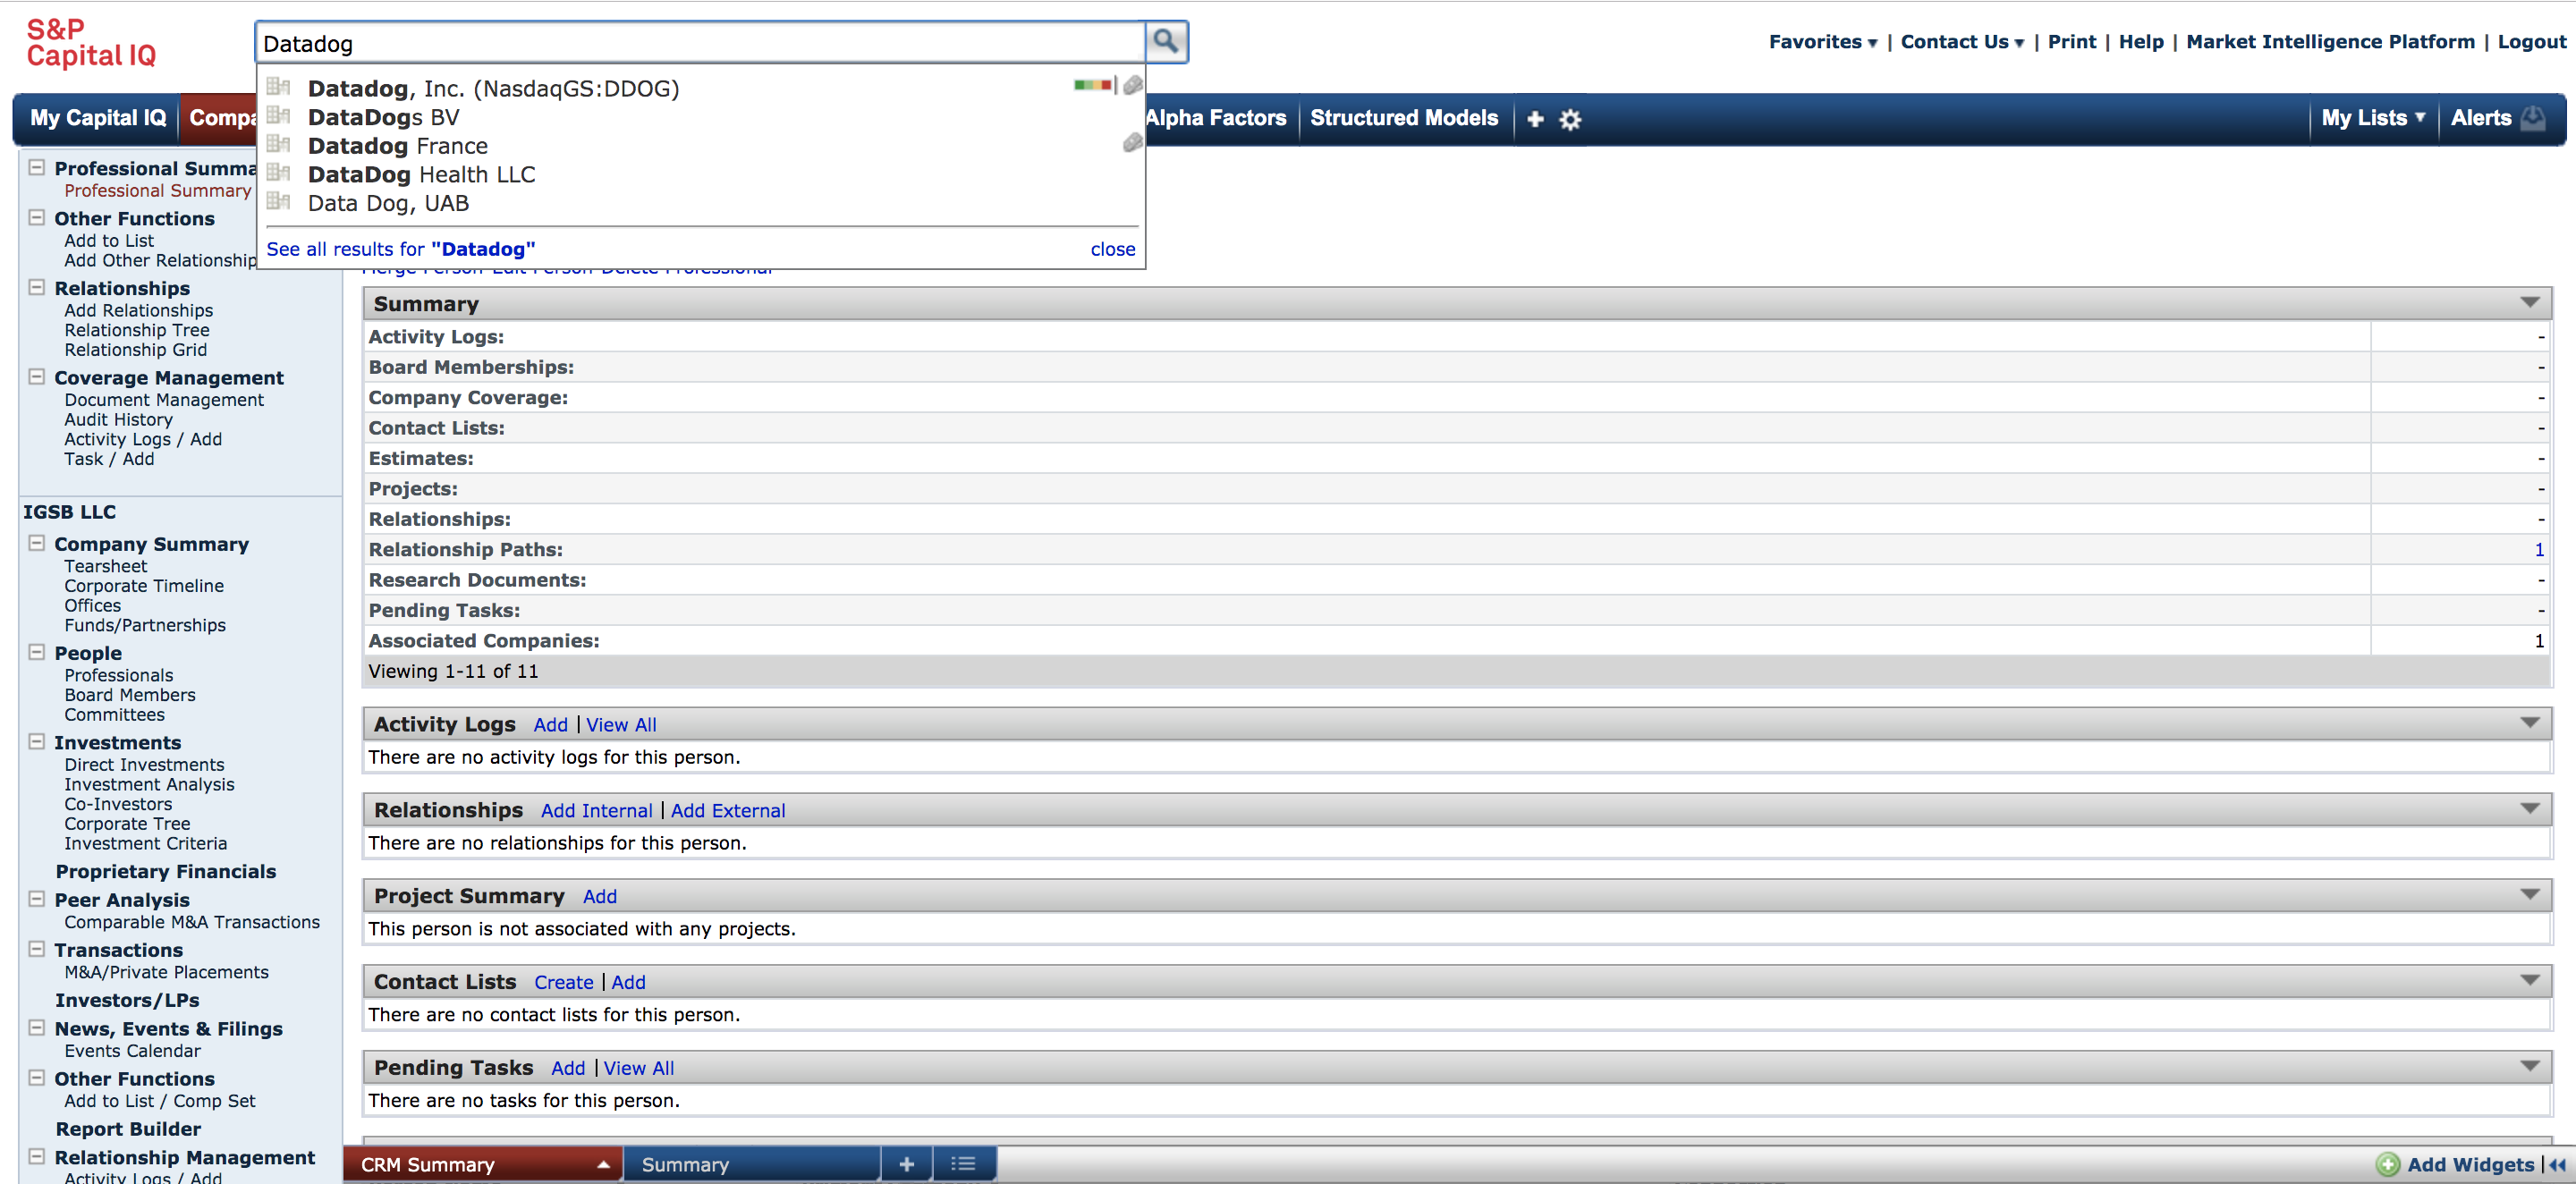 S&P
Capital IQ
Datadog
Favorites | Contact Us | Print | Help | Market Intelligence Platform | Logout
Datadog, Inc. (NasdaqGS:DDOG)
DataDogs BV
Datadog France
DataDog Health LLC
Data Dog, UAB
See all results for "Datadog"
close
My Capital IQ
Alpha Factors
Structured Models
My Lists
Alerts
Professional Summary
Other Functions
Add to List
Add Other Relationship
Relationships
Add Relationships
Relationship Tree
Relationship Grid
Coverage Management
Document Management
Audit History
Activity Logs / Add
Task / Add
IGSB LLC
Company Summary
Tearsheet
Corporate Timeline
Offices
Funds/Partnerships
People
Professionals
Board Members
Committees
Investments
Direct Investments
Investment Analysis
Co-Investors
Corporate Tree
Investment Criteria
Proprietary Financials
Peer Analysis
Comparable M&A Transactions
Transactions
M&A/Private Placements
Investors/LPs
News, Events & Filings
Events Calendar
Other Functions
Add to List / Comp Set
Report Builder
Relationship Management
Activity Logs / Add
Merge Person Edit Person Delete Professional
Summary
Activity Logs: -
Board Memberships: -
Company Coverage: -
Contact Lists: -
Estimates: -
Projects: -
Relationships: -
Relationship Paths: 1
Research Documents: -
Pending Tasks: -
Associated Companies: 1
Viewing 1-11 of 11
Activity Logs Add | View All
There are no activity logs for this person.
Relationships Add Internal | Add External
There are no relationships for this person.
Project Summary Add
This person is not associated with any projects.
Contact Lists Create | Add
There are no contact lists for this person.
Pending Tasks Add | View All
There are no tasks for this person.
CRM Summary
Summary
Add Widgets